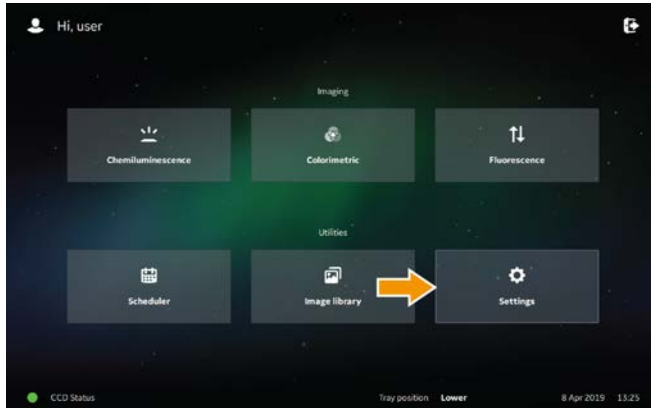 Hi, user
Imaging
Chemiluminescence
Colorimetric
Fluorescence
Utilities
Scheduler
Image library
Settings
CCD Status
Tray position Lower
8 Apr 2019 13:25